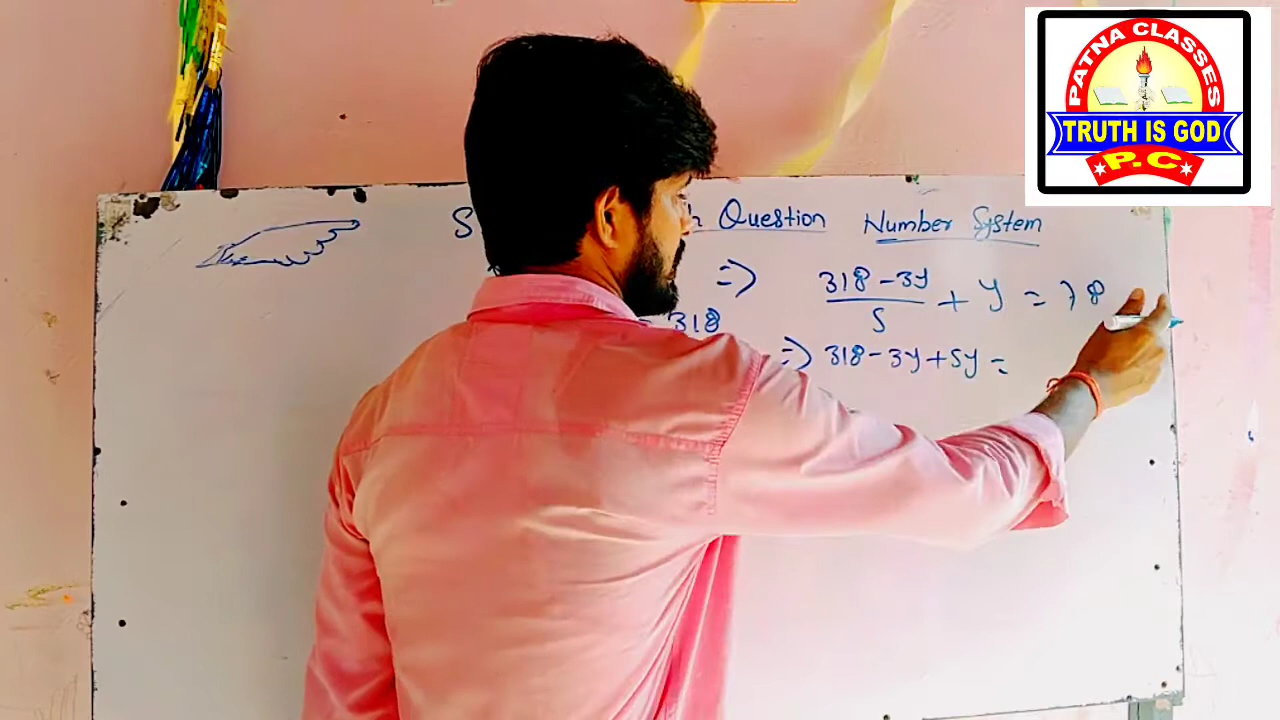 PATNA CLASSES
TRUTH IS GOD
P.C
Question Number System
⇒ 318 - 3y / 5 + y = 78
= 318
⇒ 318 - 3y + 5y =